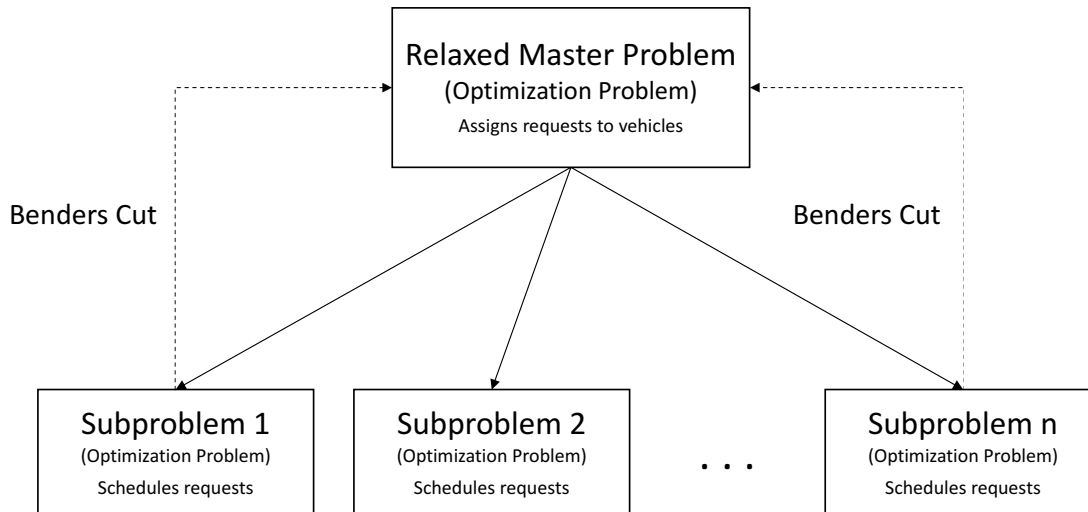 Relaxed Master Problem
(Optimization Problem)
Assigns requests to vehicles
Benders Cut
Benders Cut
Subproblem 1
(Optimization Problem)
Schedules requests
Subproblem 2
(Optimization Problem)
Schedules requests
. . .
Subproblem n
(Optimization Problem)
Schedules requests